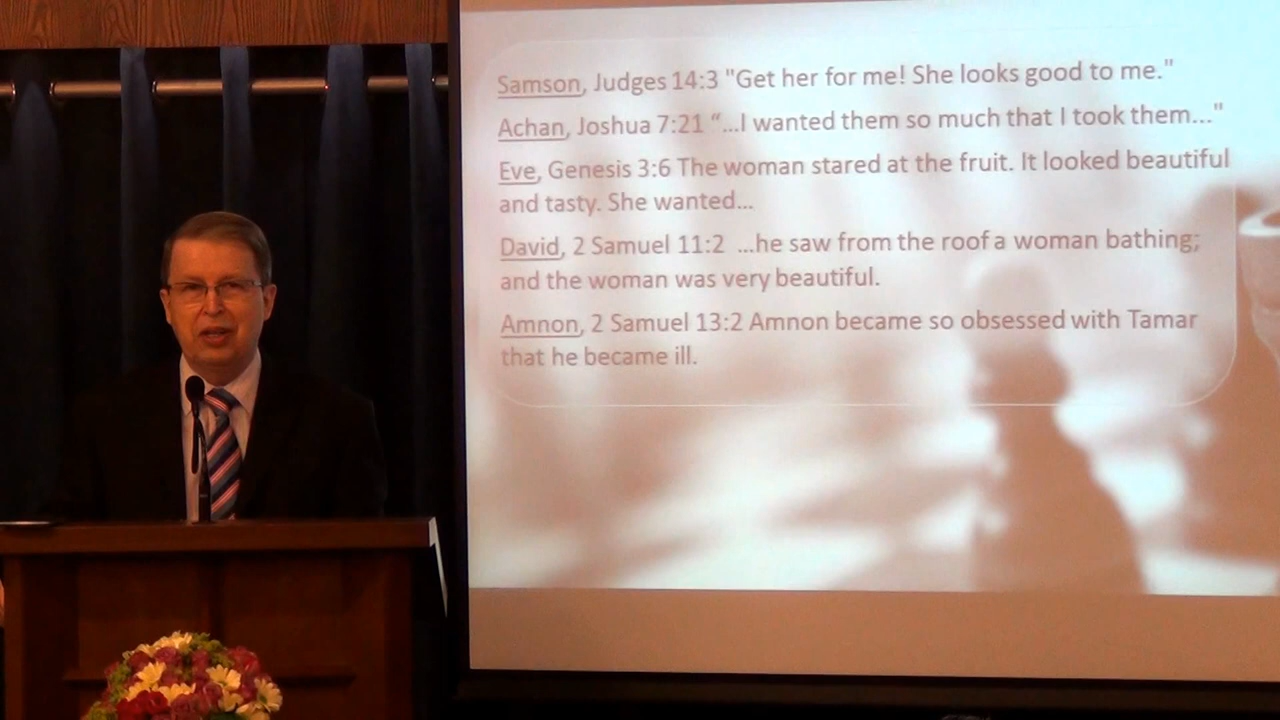 Samson, Judges 14:3 "Get her for me! She looks good to me."
Achan, Joshua 7:21 “…I wanted them so much that I took them…"
Eve, Genesis 3:6 The woman stared at the fruit. It looked beautiful
and tasty. She wanted…
David, 2 Samuel 11:2 …he saw from the roof a woman bathing;
and the woman was very beautiful.
Amnon, 2 Samuel 13:2 Amnon became so obsessed with Tamar
that he became ill.